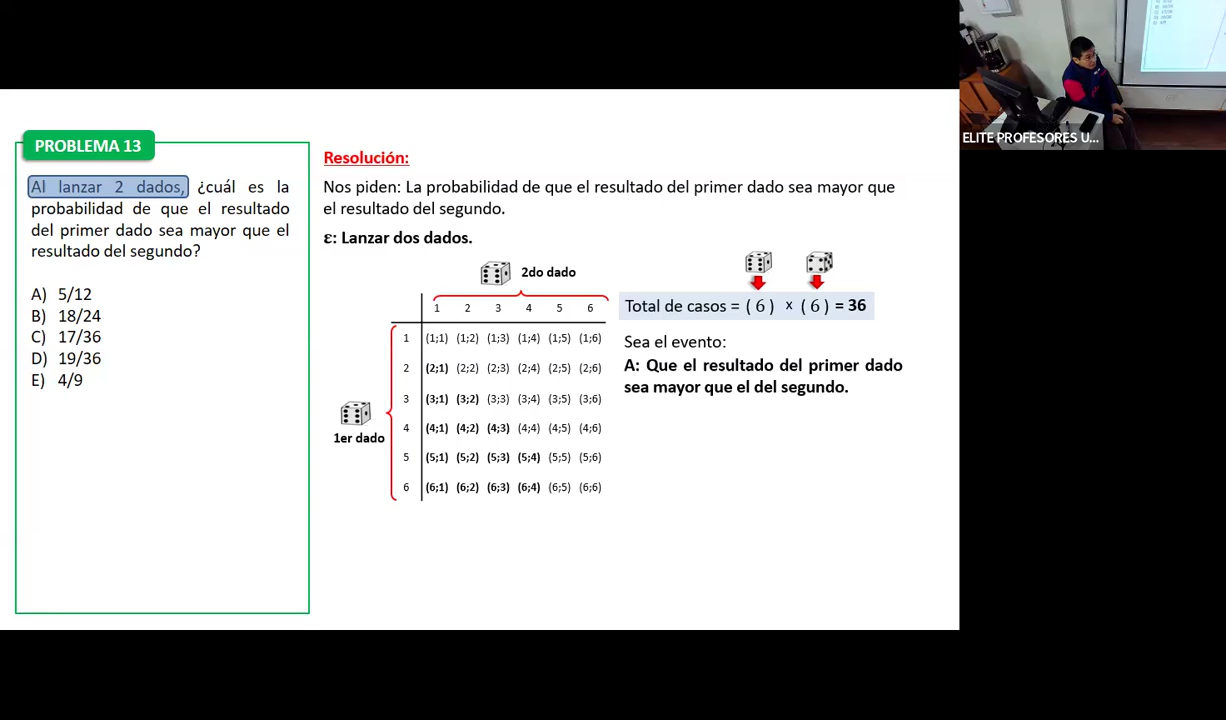 PROBLEMA 13
Al lanzar 2 dados, ¿cuál es la
probabilidad de que el resultado
del primer dado sea mayor que el
resultado del segundo?
A) 5/12
B) 18/24
C) 17/36
D) 19/36
E) 4/9
Resolución:
Nos piden: La probabilidad de que el resultado del primer dado sea mayor que
el resultado del segundo.
ε: Lanzar dos dados.
2do dado
1 2 3 4 5 6
1 (1;1) (1;2) (1;3) (1;4) (1;5) (1;6)
2 (2;1) (2;2) (2;3) (2;4) (2;5) (2;6)
3 (3;1) (3;2) (3;3) (3;4) (3;5) (3;6)
4 (4;1) (4;2) (4;3) (4;4) (4;5) (4;6)
5 (5;1) (5;2) (5;3) (5;4) (5;5) (5;6)
6 (6;1) (6;2) (6;3) (6;4) (6;5) (6;6)
1er dado
Total de casos = ( 6 ) x ( 6 ) = 36
Sea el evento:
A: Que el resultado del primer dado
sea mayor que el del segundo.
ELITE PROFESORES U...